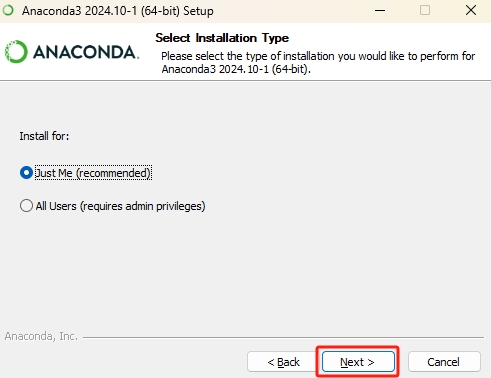 Anaconda3 2024.10-1 (64-bit) Setup
ANACONDA.
Select Installation Type
Please select the type of installation you would like to perform for
Anaconda3 2024.10-1 (64-bit).
Install for:
Just Me (recommended)
All Users (requires admin privileges)
Anaconda, Inc.
< Back
Next >
Cancel